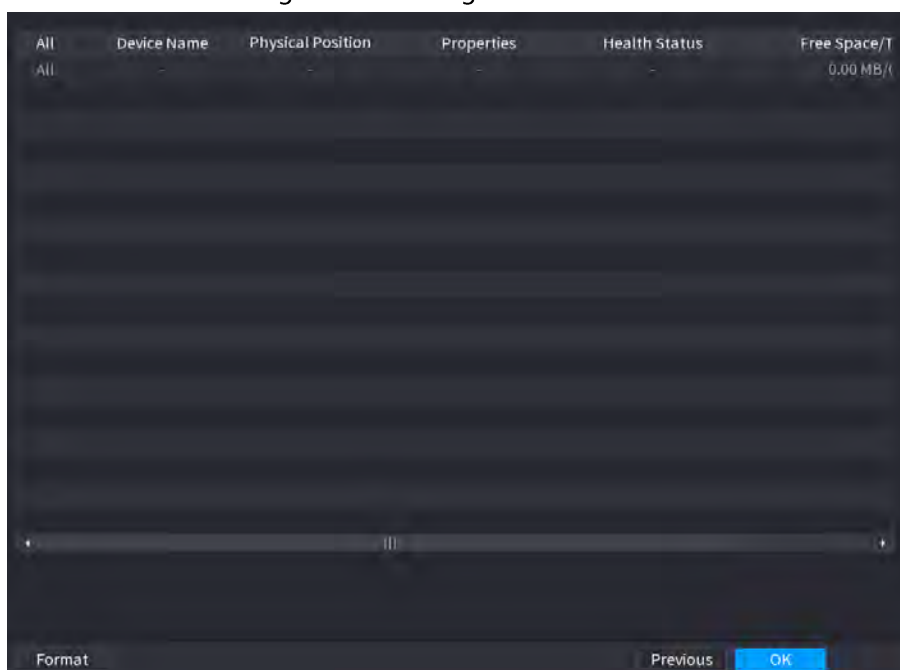 All Device Name Physical Position Properties Health Status Free Space/T
All - - - - 0.00 MB/(
Format Previous OK